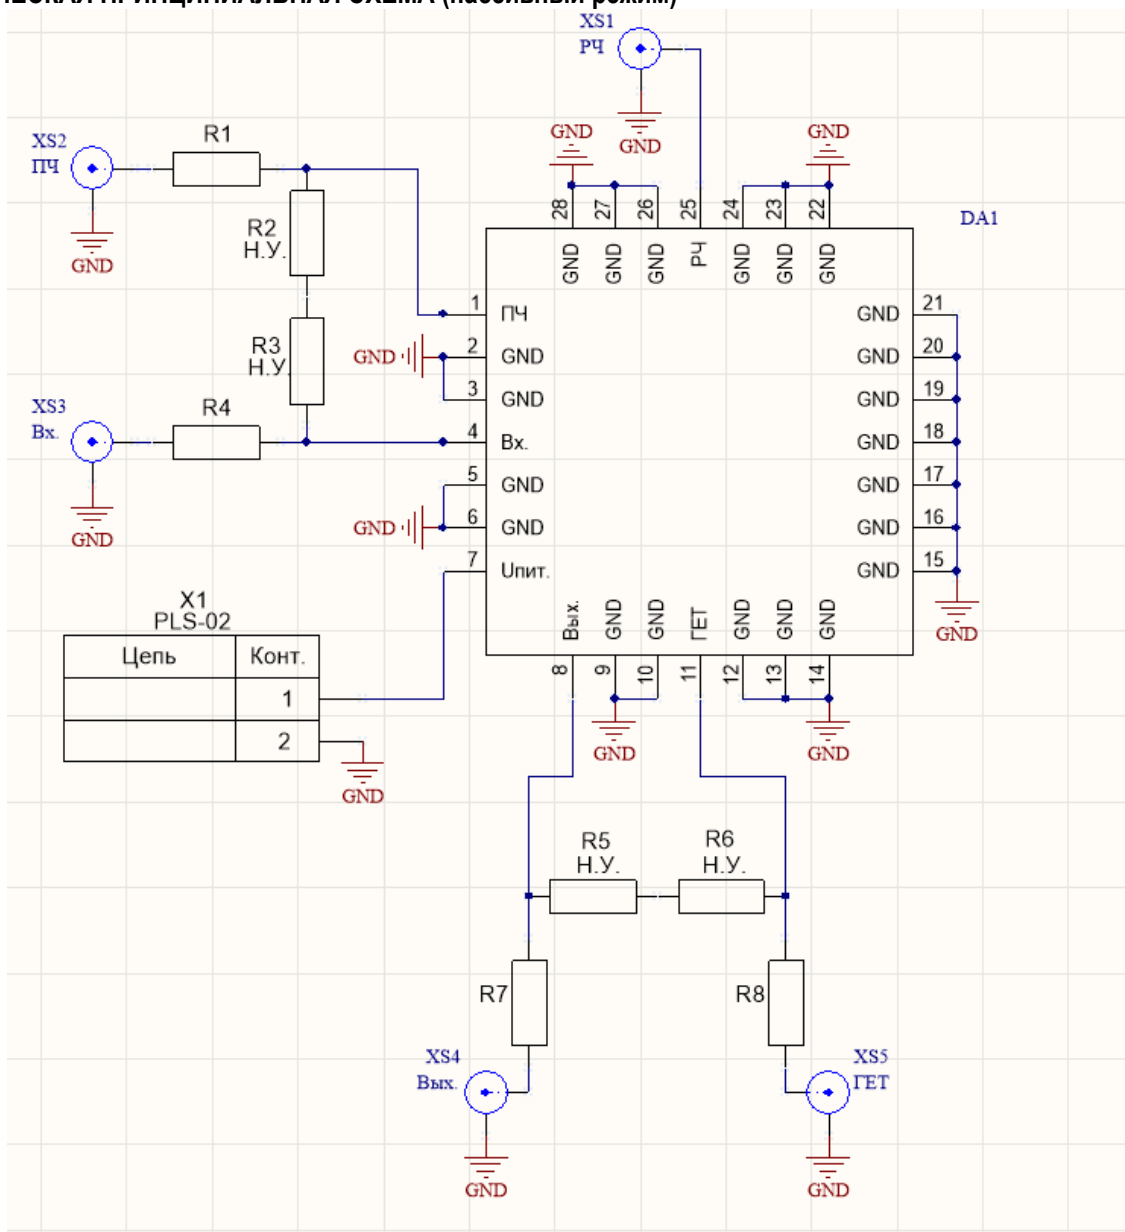 ПРИНЦИПИАЛЬНАЯ СХЕМА (пассивный режим)
XS1
РЧ
GND
XS2
ПЧ
GND
R1
R2
Н.У.
R3
Н.У.
XS3
Вх.
GND
R4
GND
GND
DA1
28
27
26
25
24
23
22
GND
GND
GND
РЧ
GND
GND
GND
1
ПЧ
GND
2
GND
3
GND
4
Вх.
5
GND
GND
6
GND
7
Uпит.
GND
21
GND
20
GND
19
GND
18
GND
17
GND
16
GND
15
GND
Вых.
GND
GND
ГЕТ
GND
GND
GND
8
9
10
11
12
13
14
GND
GND
X1
PLS-02
Цепь
Конт.
1
2
GND
R5
Н.У.
R6
Н.У.
R7
R8
XS4
Вых.
GND
XS5
ГЕТ
GND